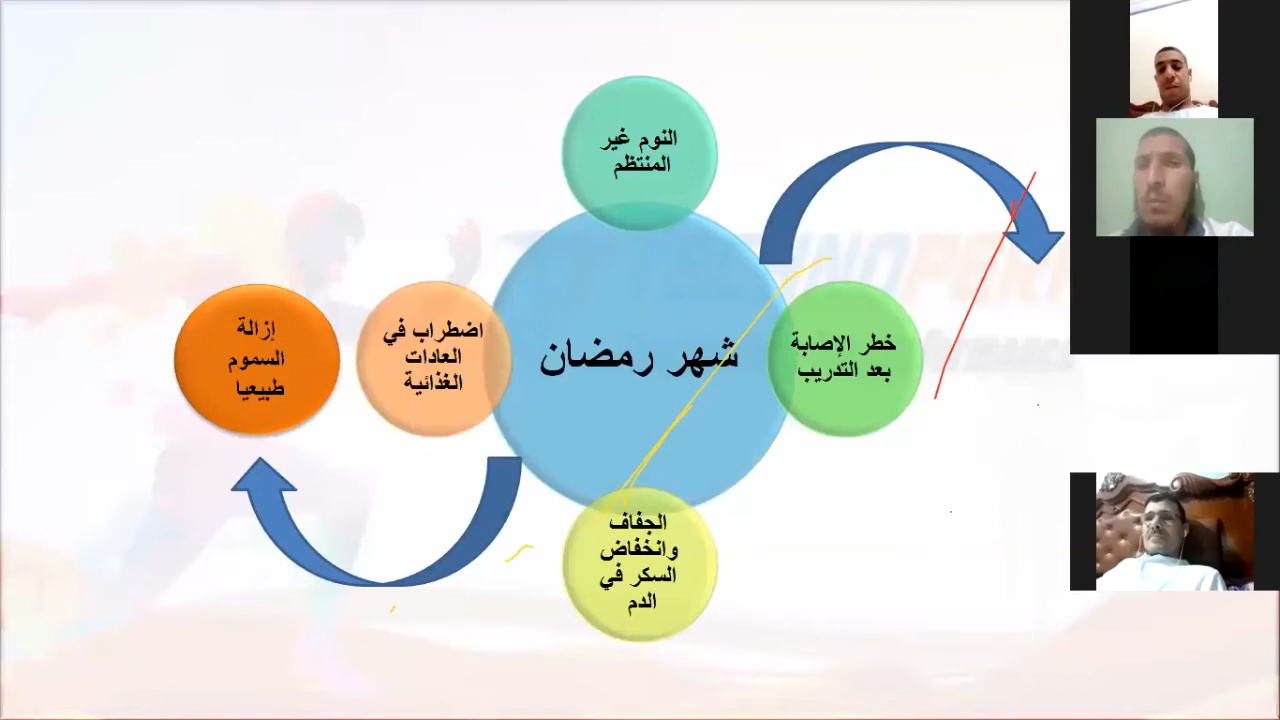 النوم غير
المنتظم
شهر رمضان
خطر الإصابة
بعد التدريب
اضطراب في
العادات
الغذائية
إزالة
السموم
طبيعيا
الجفاف
وانخفاض
السكر في
الدم